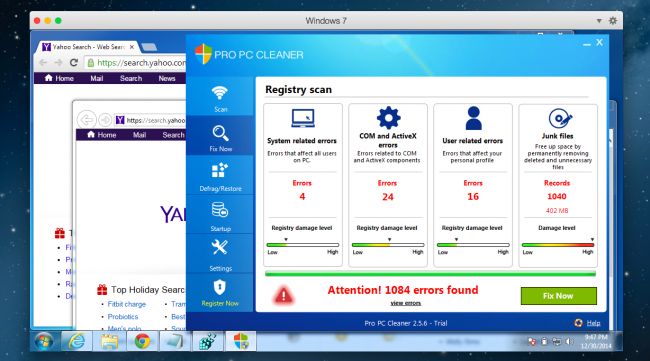 Windows 7
Yahoo Search - Web Sear
https://search.yahoo.com
Home Mail Search News
https://search.yahoo
Home Mail Search
YAH
Top Holiday Search
Fitbit charge
Probiotics
Men's polo
PRO PC CLEANER
Scan
Fix Now
Defrag/Restore
Startup
Settings
Register Now
Registry scan
System related errors
Errors that affect all users on PC.
Errors
4
Registry damage level
Low High
COM and ActiveX errors
Errors related to COM and ActiveX components
Errors
24
Registry damage level
Low High
User related errors
Errors that affect your personal profile
Errors
16
Registry damage level
Low High
Junk files
Free up space by permanently removing deleted and unnecessary files
Records
1040
402 MB
Damage level
Low High
Attention! 1084 errors found
view errors
Fix Now
Pro PC Cleaner 2.5.6 - Trial
Help
9:47 PM
12/30/2014